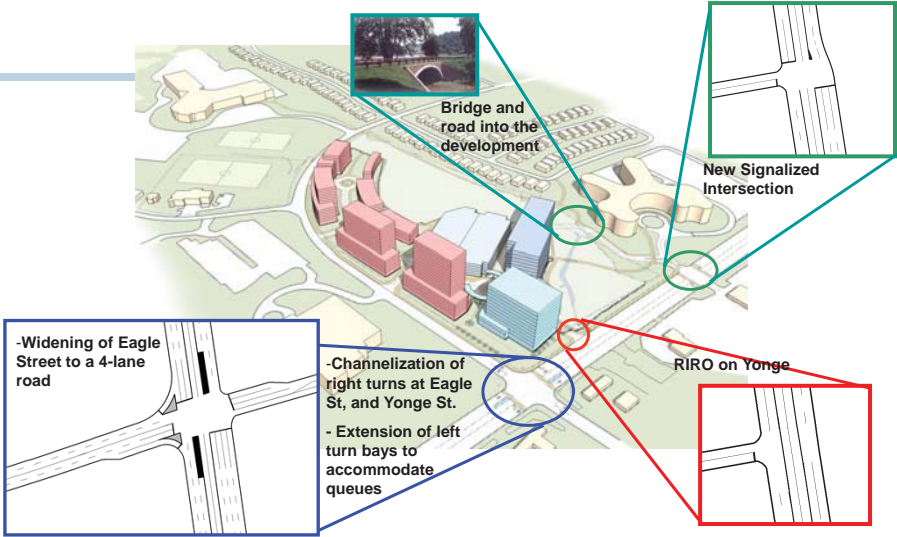 Bridge and
road into the
development
New Signalized
Intersection
-Widening of Eagle
Street to a 4-lane
road
-Channelization of
right turns at Eagle
St, and Yonge St.
- Extension of left
turn bays to
accommodate
queues
RIRO on Yonge